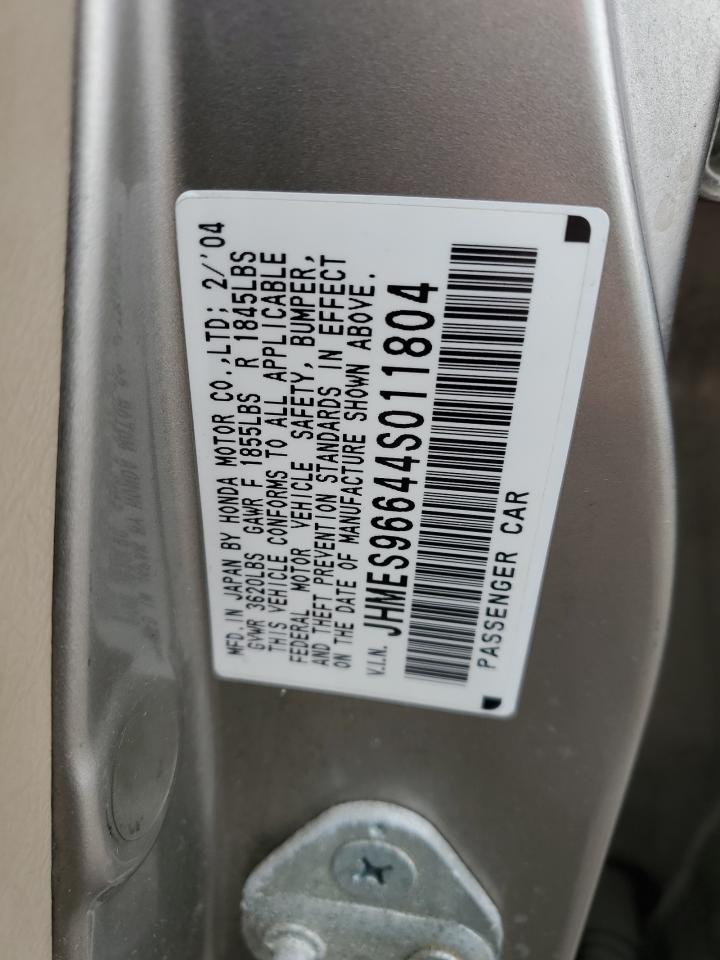 MFD. IN JAPAN BY HONDA MOTOR CO.,LTD; 2/'04
GVWR 3620LBS GAWR F 1855LBS R 1845LBS
THIS VEHICLE CONFORMS TO ALL APPLICABLE
FEDERAL MOTOR VEHICLE SAFETY, BUMPER,
AND THEFT PREVENTION STANDARDS IN EFFECT
ON THE DATE OF MANUFACTURE SHOWN ABOVE.
V.I.N. JHMES96644S011804
PASSENGER CAR